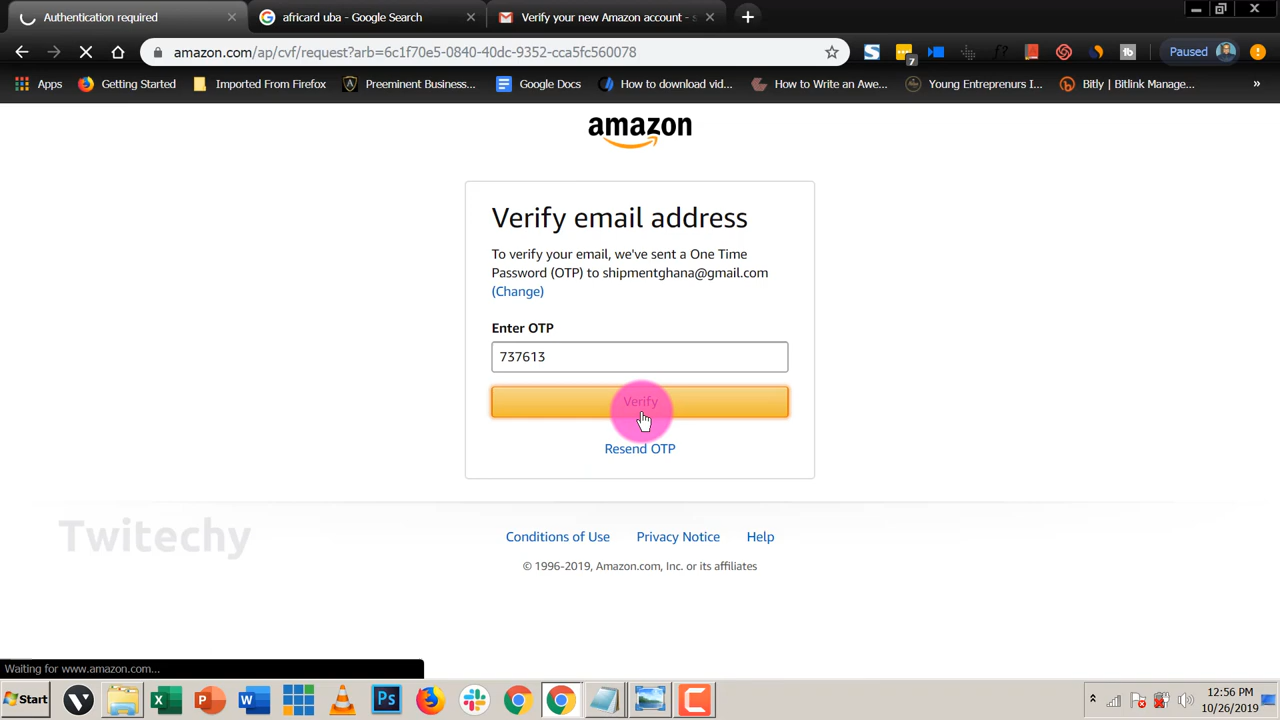 Authentication required
africard uba - Google Search
Verify your new Amazon account - s
amazon.com/ap/cvf/request?arb=6c1f70e5-0840-40dc-9352-cca5fc560078
7
f?
tb
Paused
Apps
Getting Started
Imported From Firefox
Preeminent Business...
Google Docs
How to download vid...
How to Write an Awe...
Young Entreprenurs I...
Bitly | Bitlink Manage...
»
amazon
Verify email address
To verify your email, we've sent a One Time
Password (OTP) to shipmentghana@gmail.com
(Change)
Enter OTP
737613
Verify
Resend OTP
Twitechy
Conditions of Use
Privacy Notice
Help
© 1996-2019, Amazon.com, Inc. or its affiliates
Waiting for www.amazon.com...
Start
Ps
12:56 PM
10/26/2019